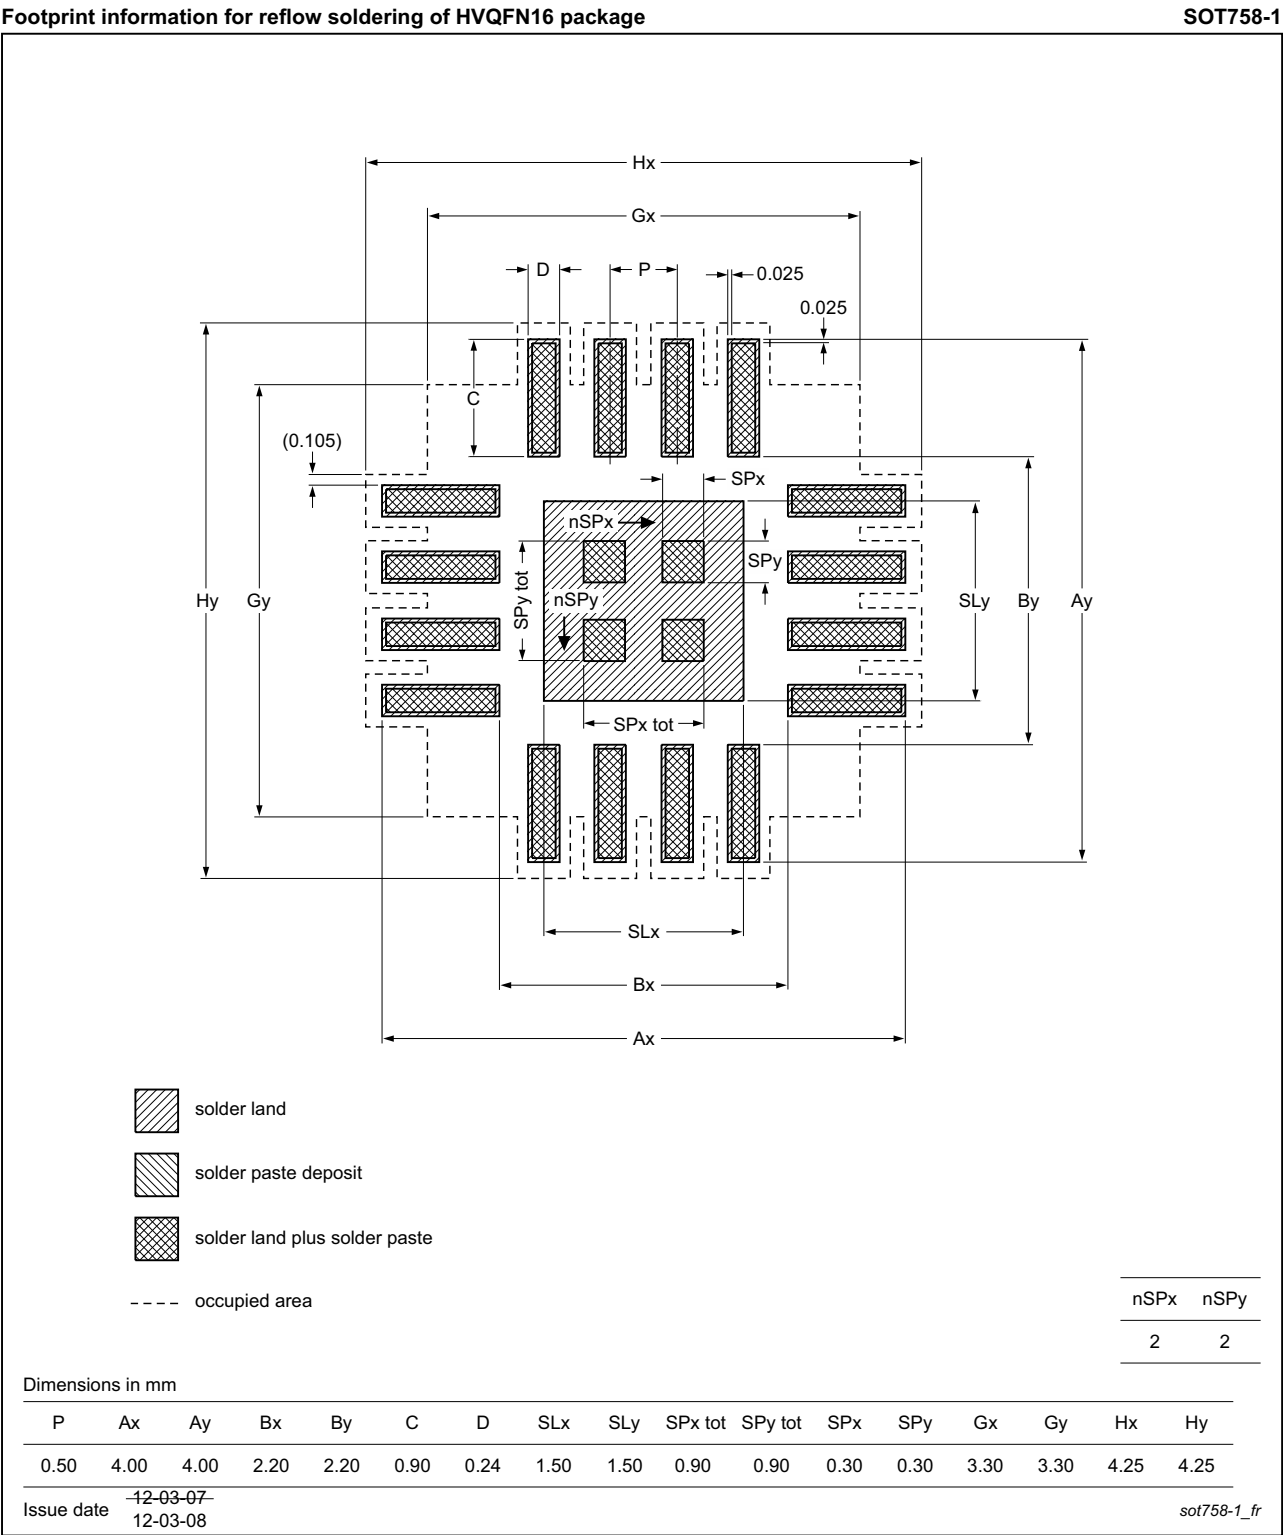 Footprint information for reflow soldering of HVQFN16 package SOT758-1
Hx
Gx
D P 0.025
0.025
C
(0.105)
SPx
nSPx
SPy
SPy tot
nSPy
Hy Gy SLy By Ay
SPx tot
SLx
Bx
Ax
solder land
solder paste deposit
solder land plus solder paste
occupied area
nSPx nSPy
2 2
Dimensions in mm
P Ax Ay Bx By C D SLx SLy SPx tot SPy tot SPx SPy Gx Gy Hx Hy
0.50 4.00 4.00 2.20 2.20 0.90 0.24 1.50 1.50 0.90 0.90 0.30 0.30 3.30 3.30 4.25 4.25
Issue date 12-03-07
12-03-08
sot758-1_fr